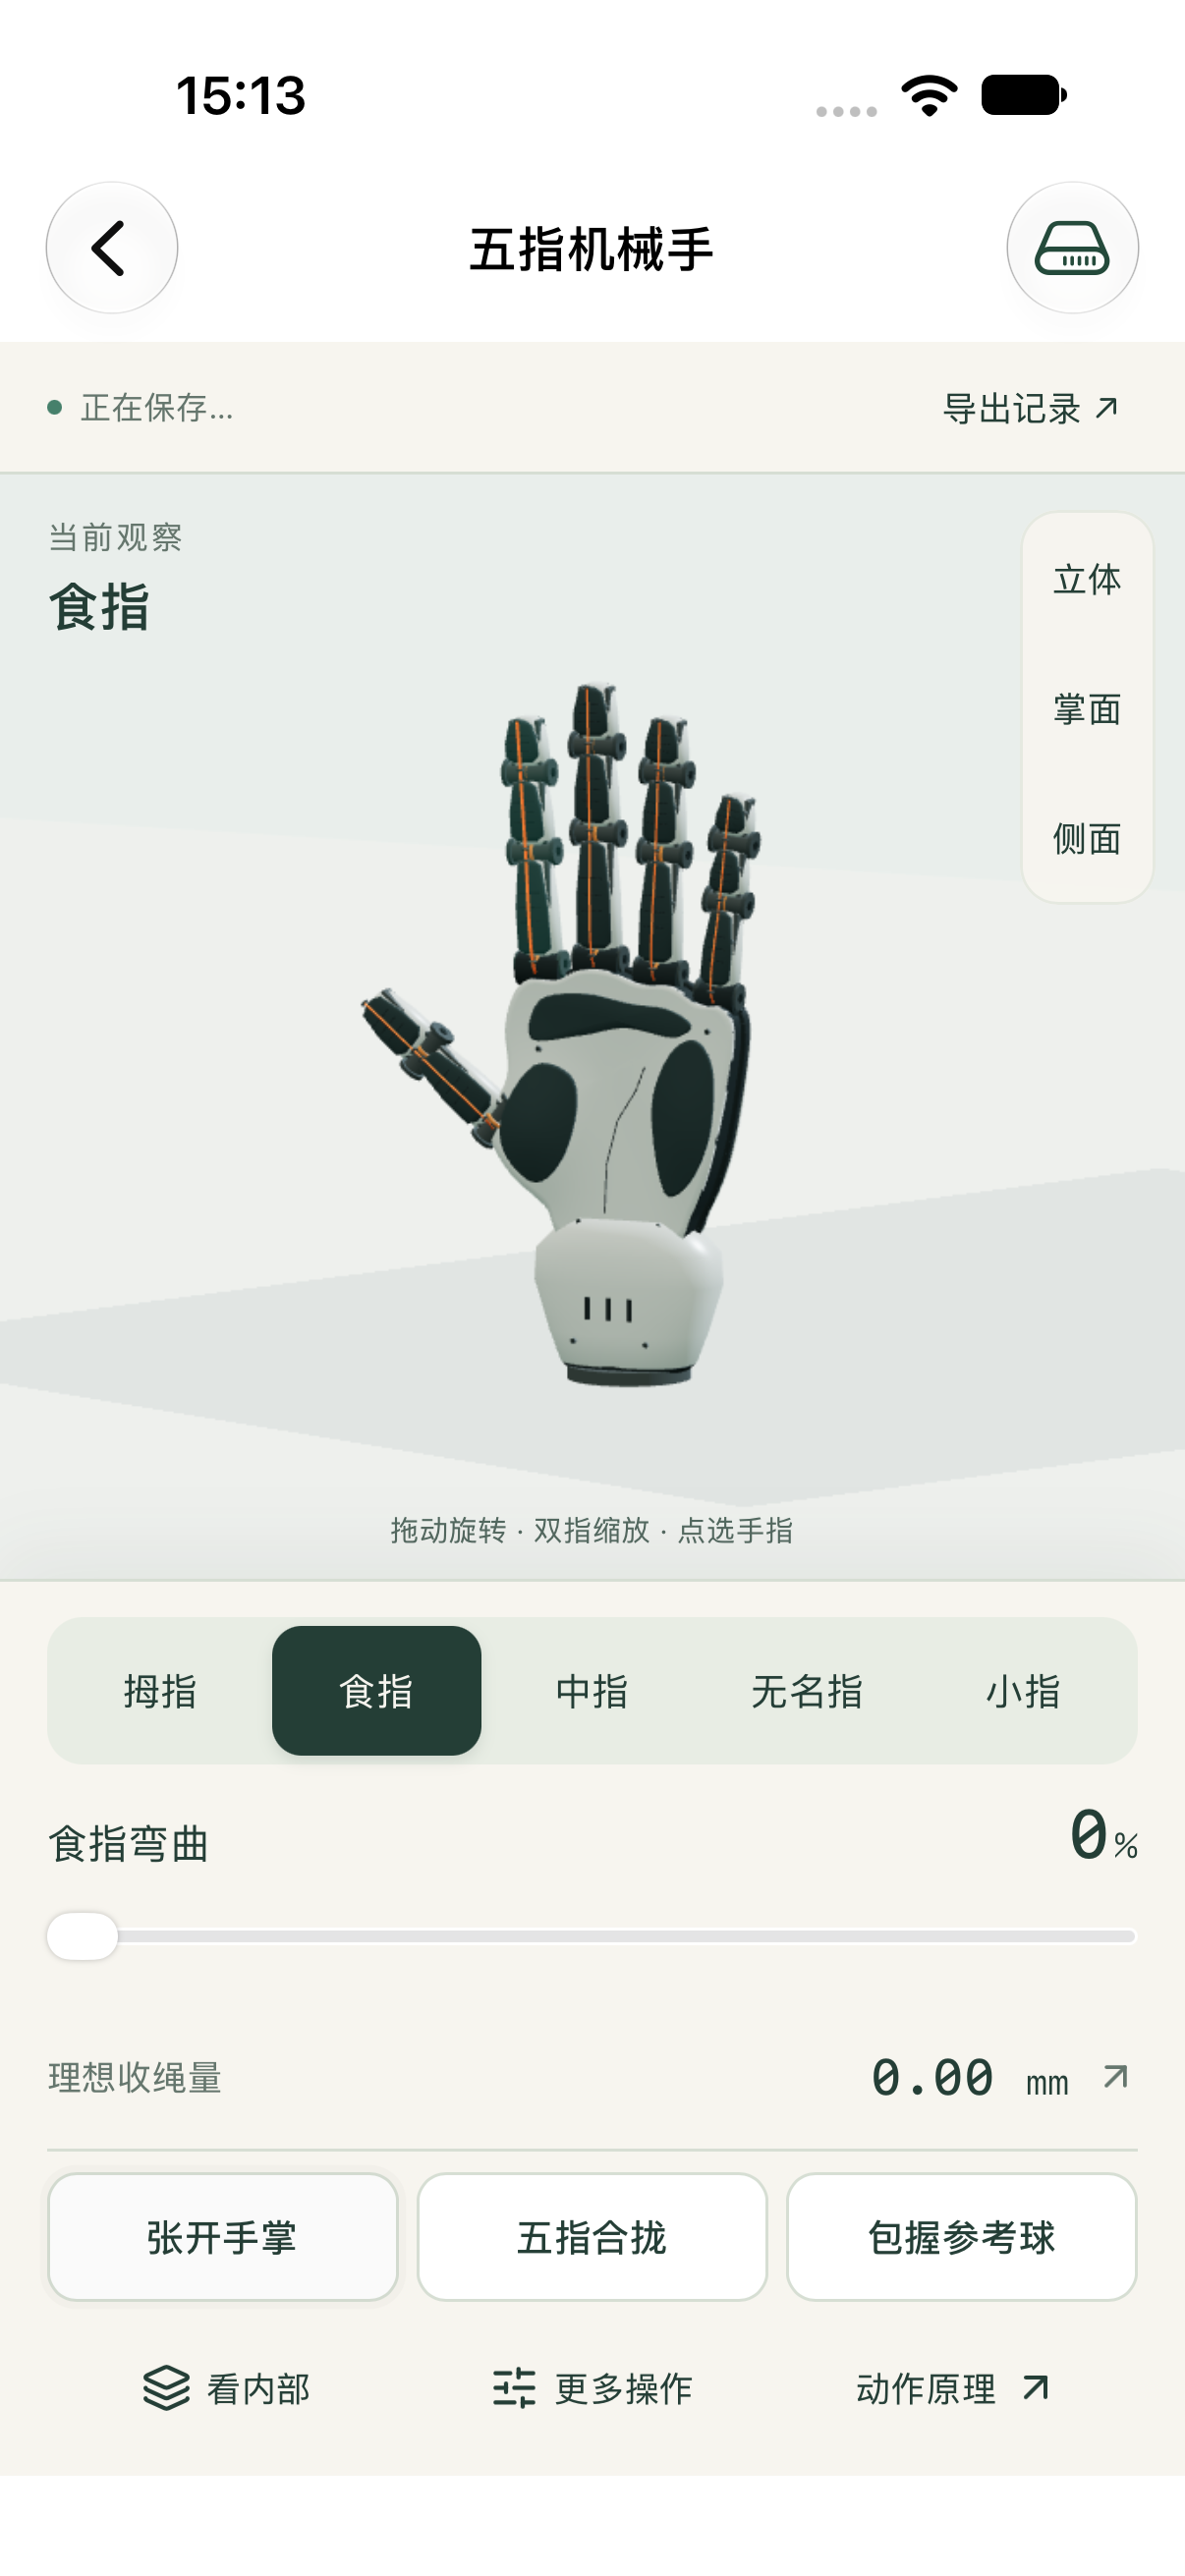 15:13
五指机械手
正在保存...
导出记录
当前观察
食指
立体
掌面
侧面
拖动旋转 · 双指缩放 · 点选手指
拇指 食指 中指 无名指 小指
食指弯曲 0%
理想收绳量 0.00 mm
张开手掌 五指合拢 包握参考球
看内部 更多操作 动作原理